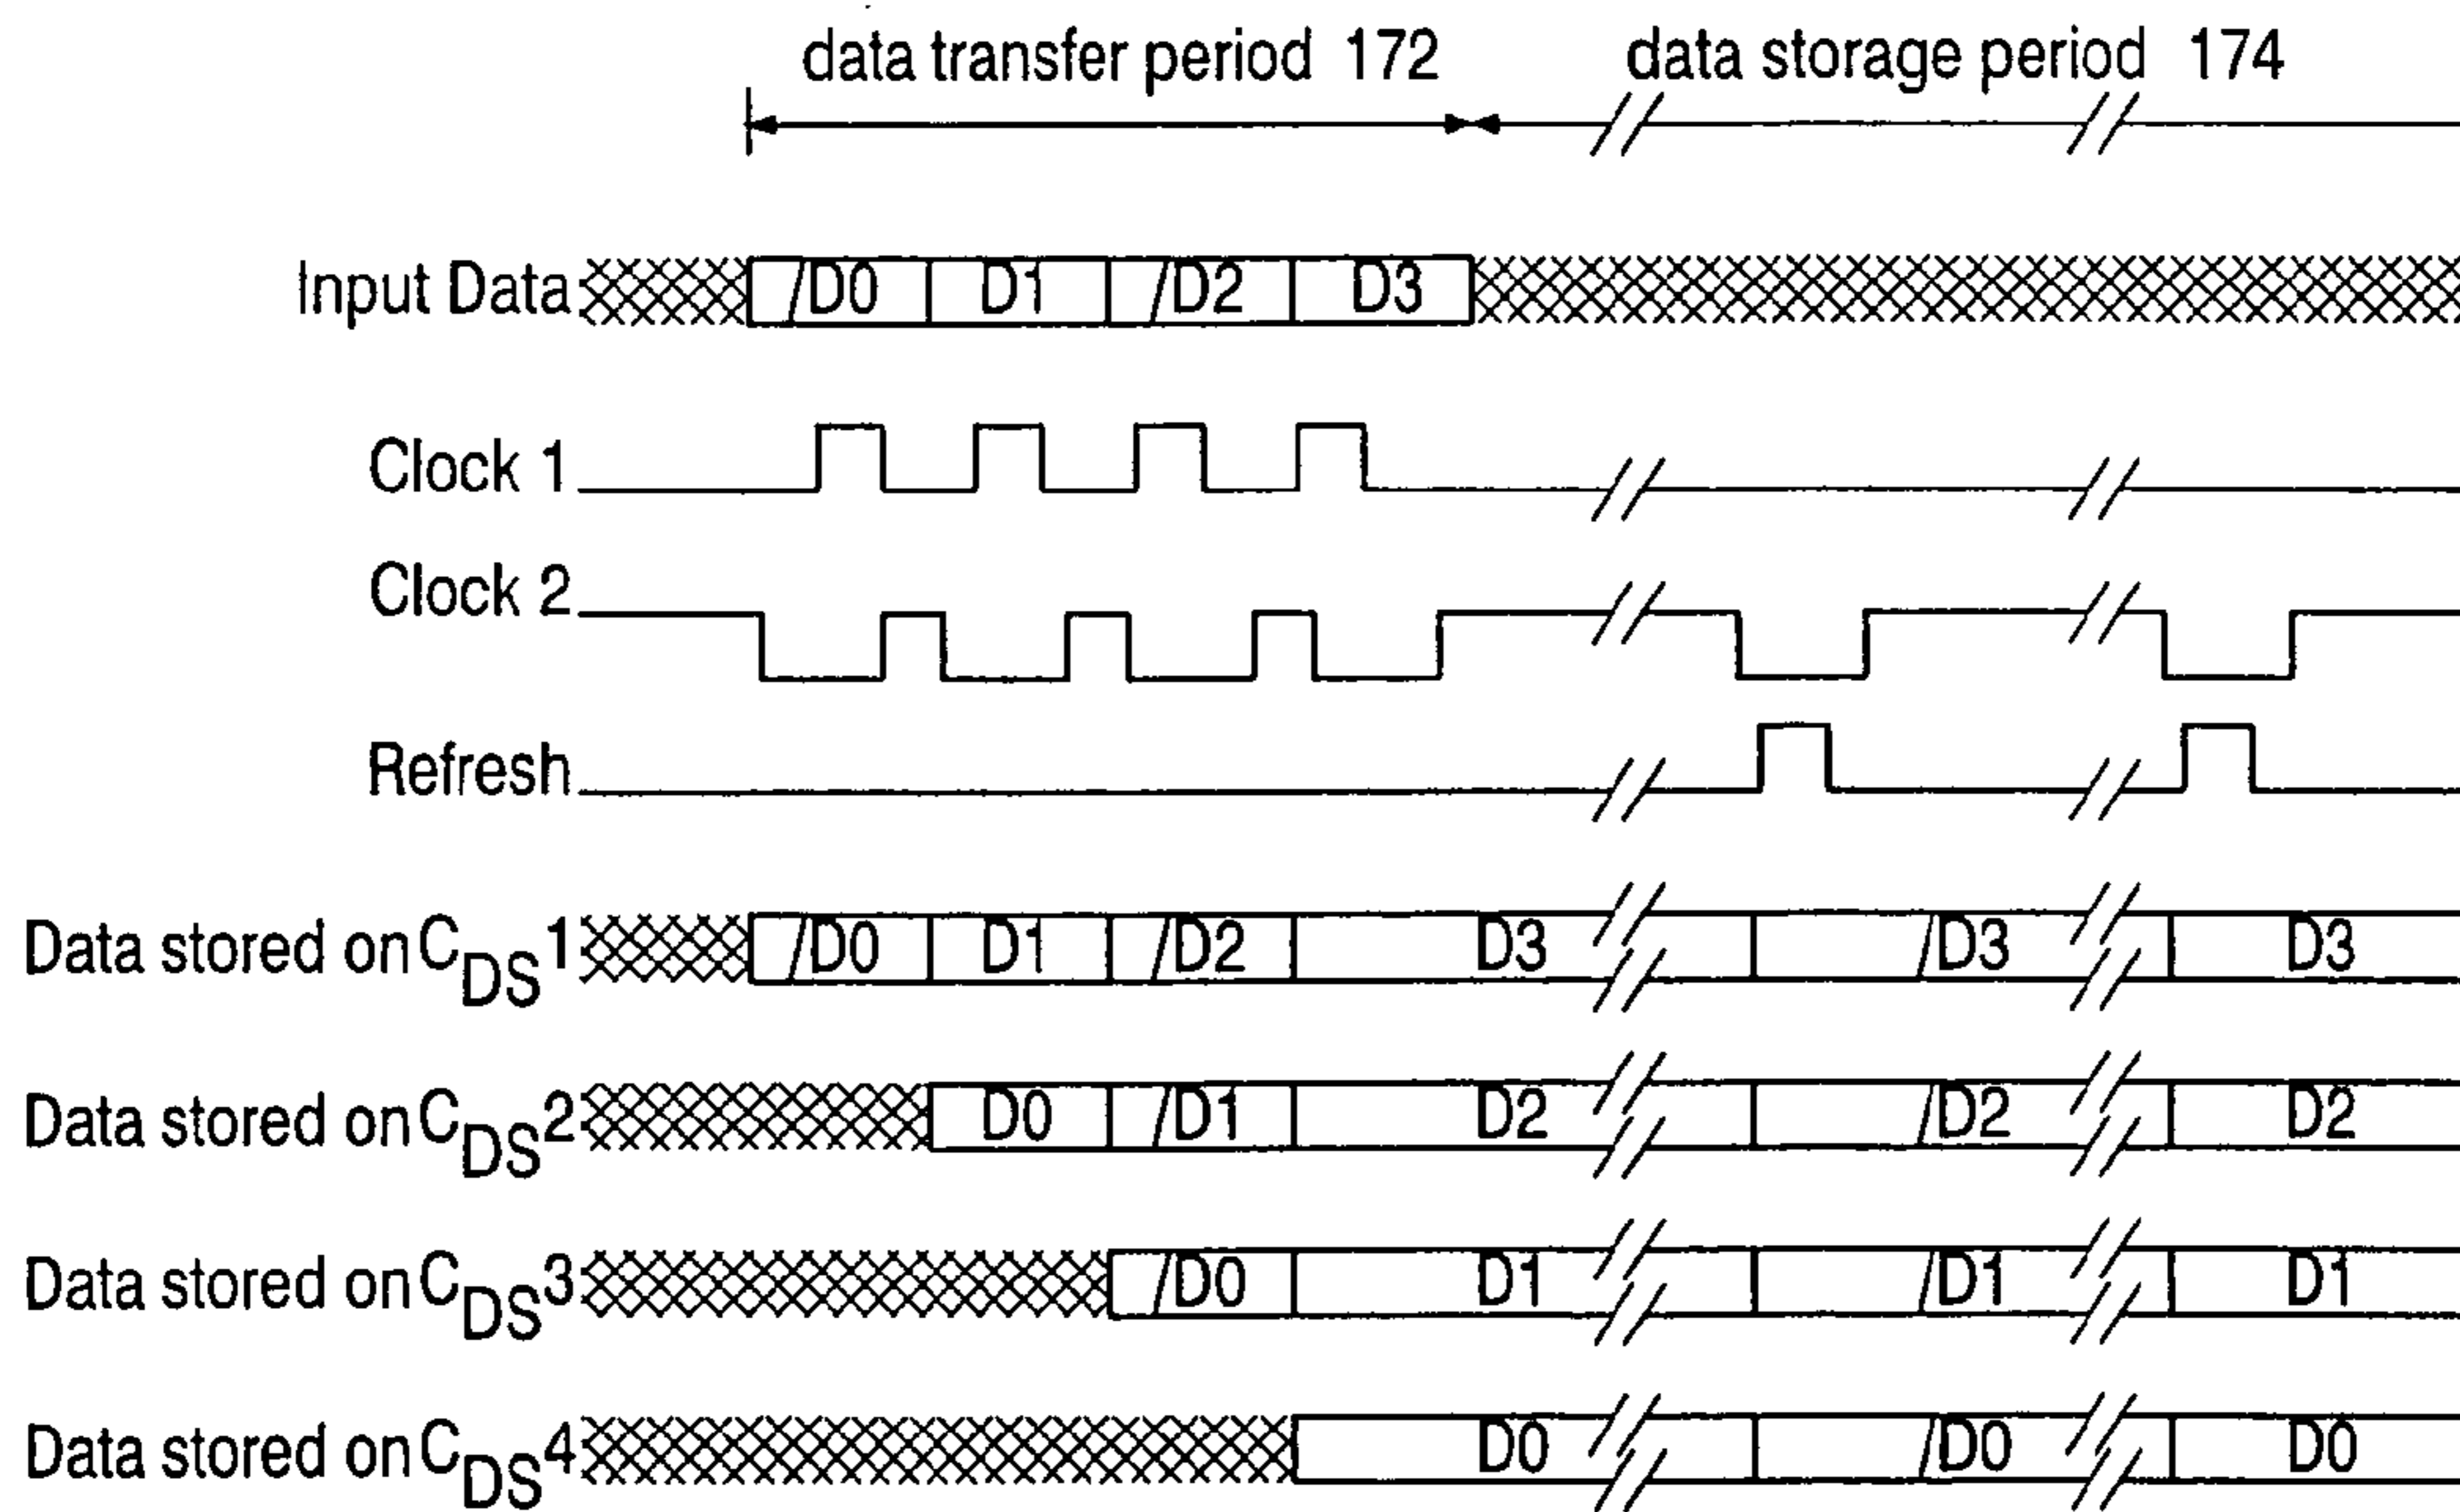 data transfer period 172 data storage period 174
Input Data /D0 D1 /D2 D3
Clock 1
Clock 2
Refresh
Data stored on CDS1 /D0 D1 /D2 D3 /D3 D3
Data stored on CDS2 D0 /D1 D2 /D2 D2
Data stored on CDS3 /D0 D1 /D1 D1
Data stored on CDS4 D0 /D0 D0